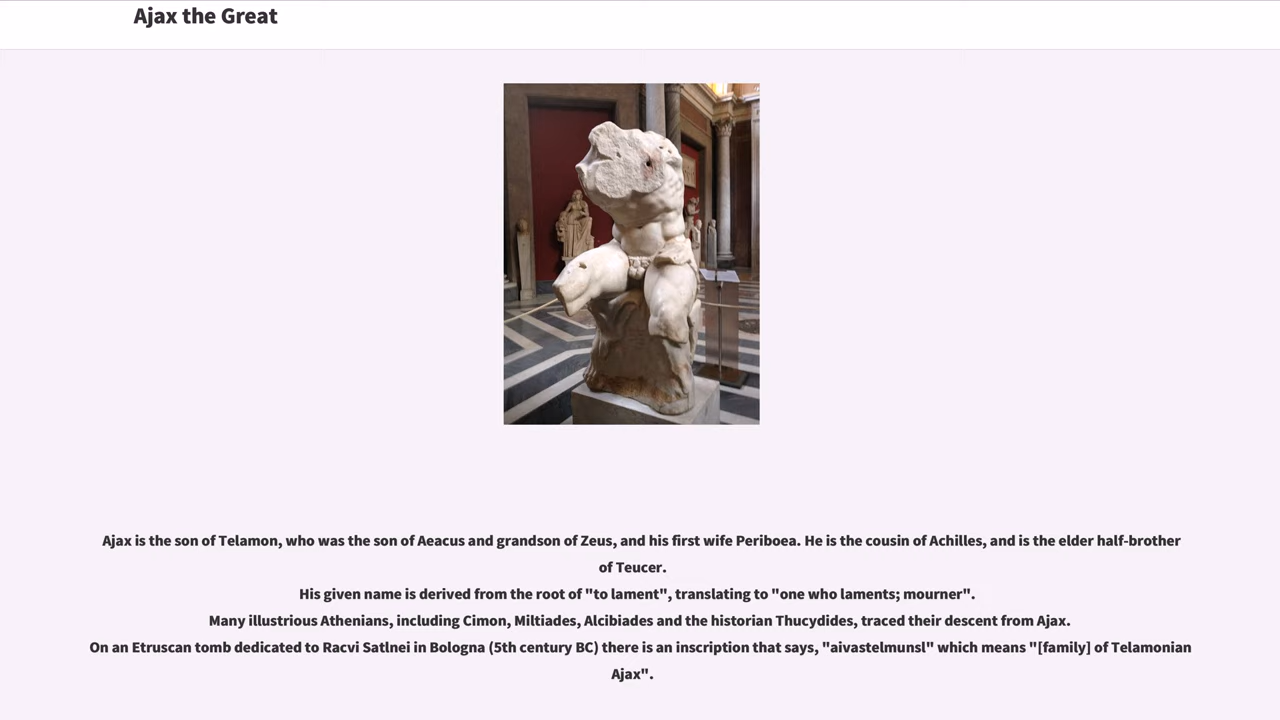 Ajax the Great
Ajax is the son of Telamon, who was the son of Aeacus and grandson of Zeus, and his first wife Periboea. He is the cousin of Achilles, and is the elder half-brother
of Teucer.
His given name is derived from the root of "to lament", translating to "one who laments; mourner".
Many illustrious Athenians, including Cimon, Miltiades, Alcibiades and the historian Thucydides, traced their descent from Ajax.
On an Etruscan tomb dedicated to Racvi Satlnei in Bologna (5th century BC) there is an inscription that says, "aivastelmunsl" which means "[family] of Telamonian
Ajax".